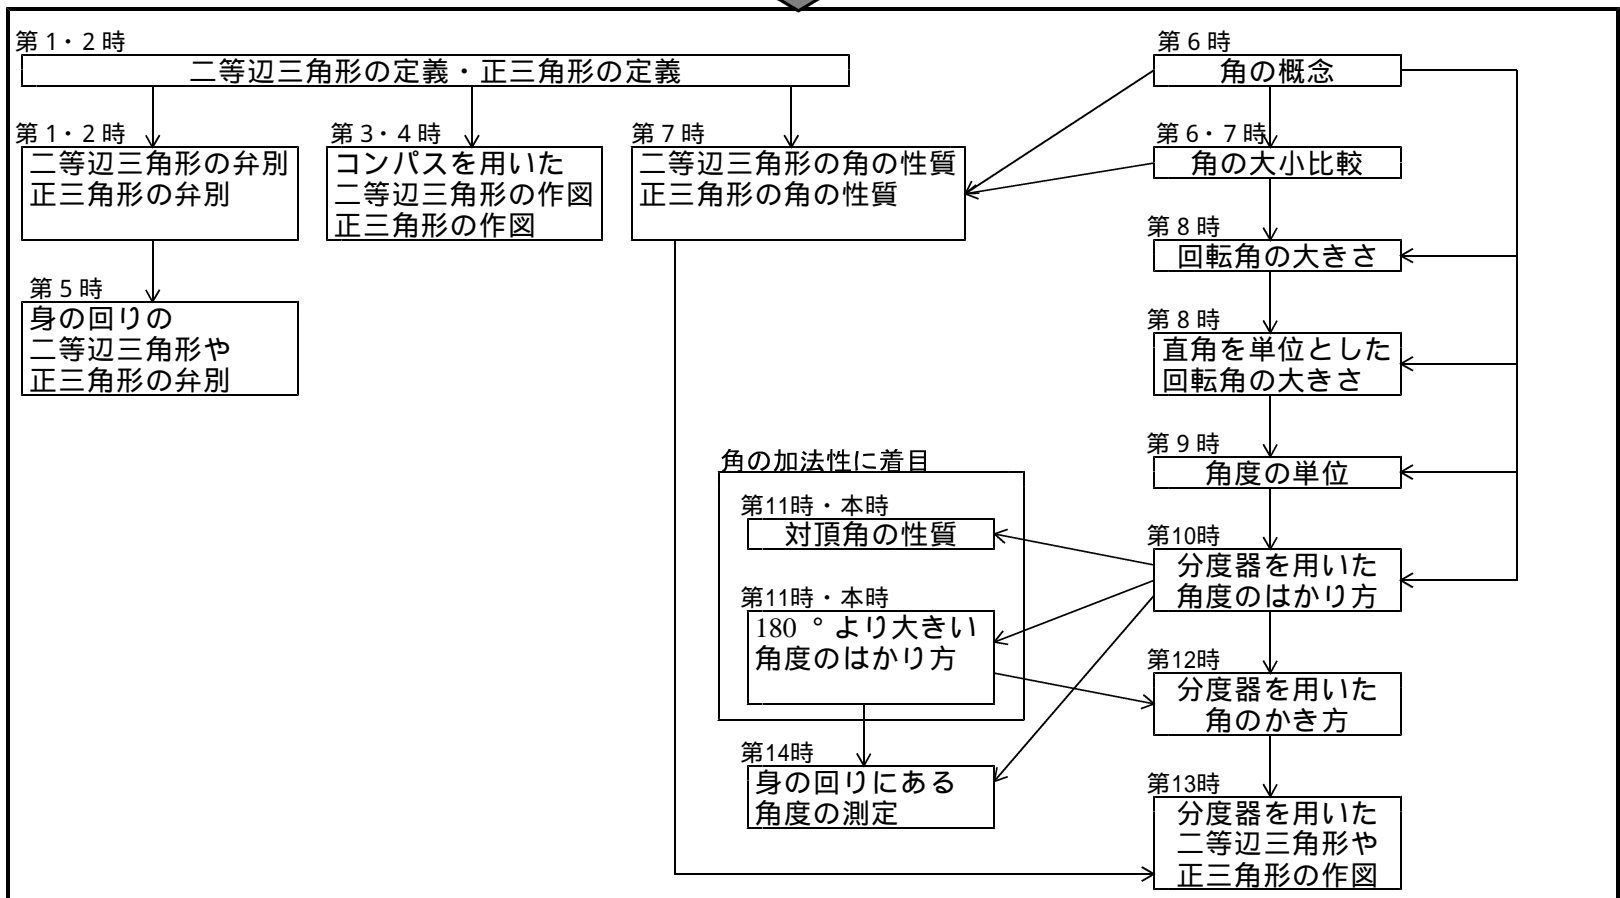 第1・2時
二等辺三角形の定義・正三角形の定義
第1・2時
二等辺三角形の弁別
正三角形の弁別
第3・4時
コンパスを用いた
二等辺三角形の作図
正三角形の作図
第7時
二等辺三角形の角の性質
正三角形の角の性質
第5時
身の回りの
二等辺三角形や
正三角形の弁別
第6時
角の概念
第6・7時
角の大小比較
第8時
回転角の大きさ
第8時
直角を単位とした
回転角の大きさ
第9時
角度の単位
第10時
分度器を用いた
角度のはかり方
角の加法性に着目
第11時・本時
対頂角の性質
第11時・本時
180°より大きい
角度のはかり方
第12時
分度器を用いた
角のかき方
第14時
身の回りにある
角度の測定
第13時
分度器を用いた
二等辺三角形や
正三角形の作図